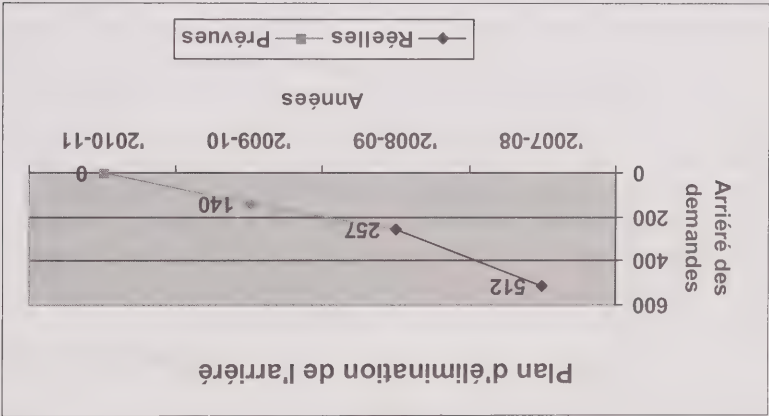 Plan d'élimination de l'arriéré
Arriéré des
demandes
600
400
200
0
512
257
140
0
'2007-08
'2008-09
'2009-10
'2010-11
Années
Réelles
Prévues